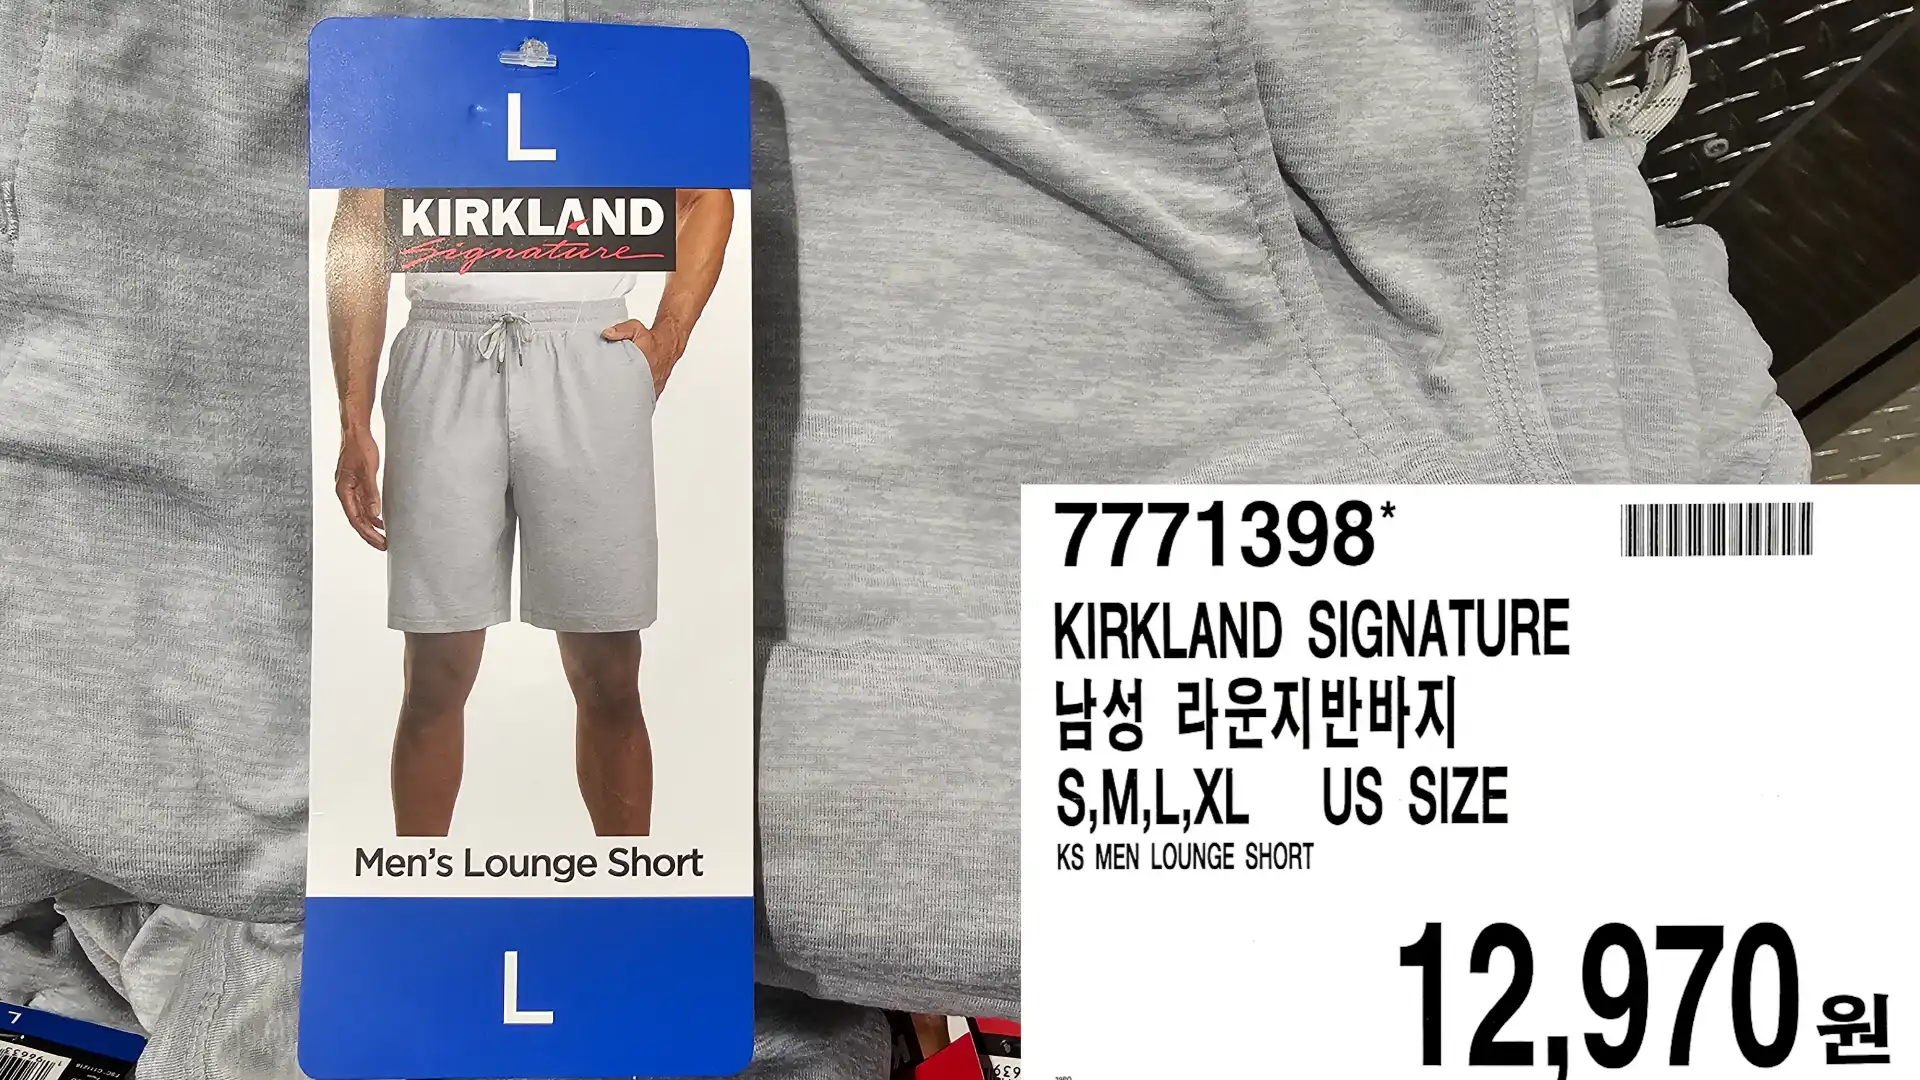 L
KIRKLAND
Signature
Men's Lounge Short
L
7771398*
KIRKLAND SIGNATURE
남성 라운지반바지
S,M,L,XL US SIZE
KS MEN LOUNGE SHORT
12,970원
L